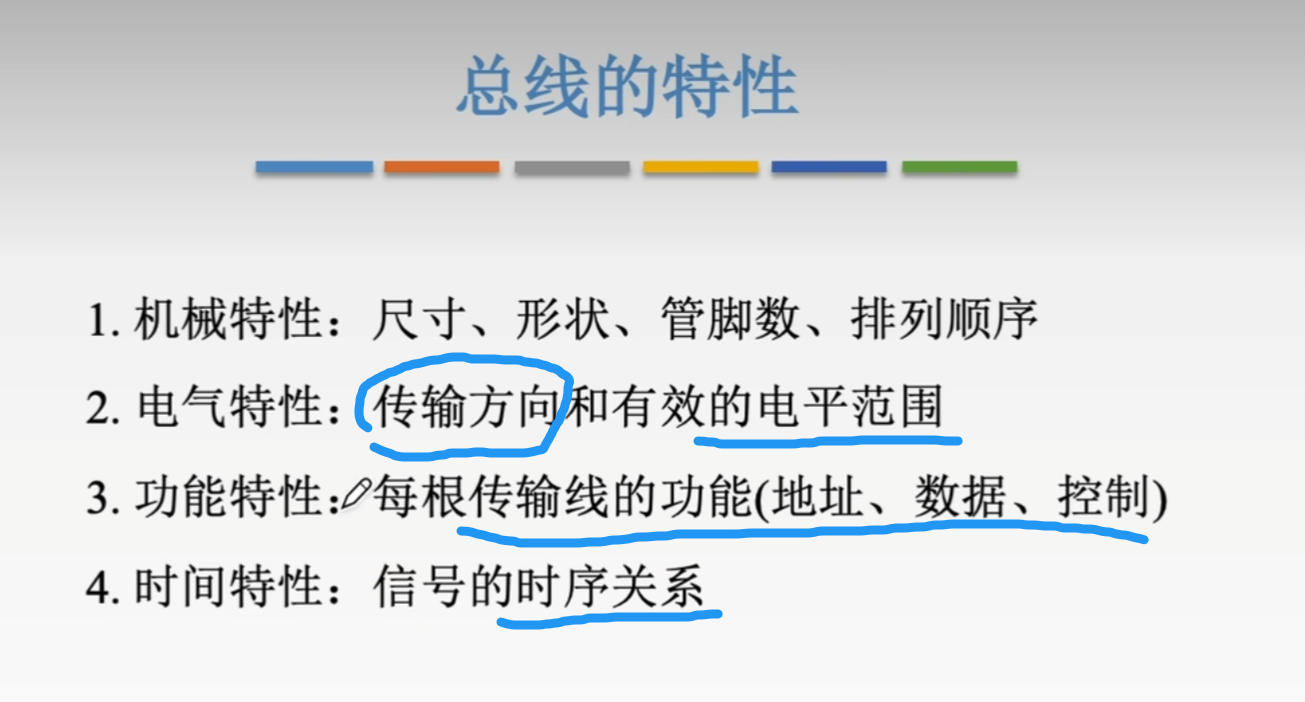 总线的特性
1. 机械特性：尺寸、形状、管脚数、排列顺序
2. 电气特性：传输方向和有效的电平范围
3. 功能特性：每根传输线的功能(地址、数据、控制)
4. 时间特性：信号的时序关系